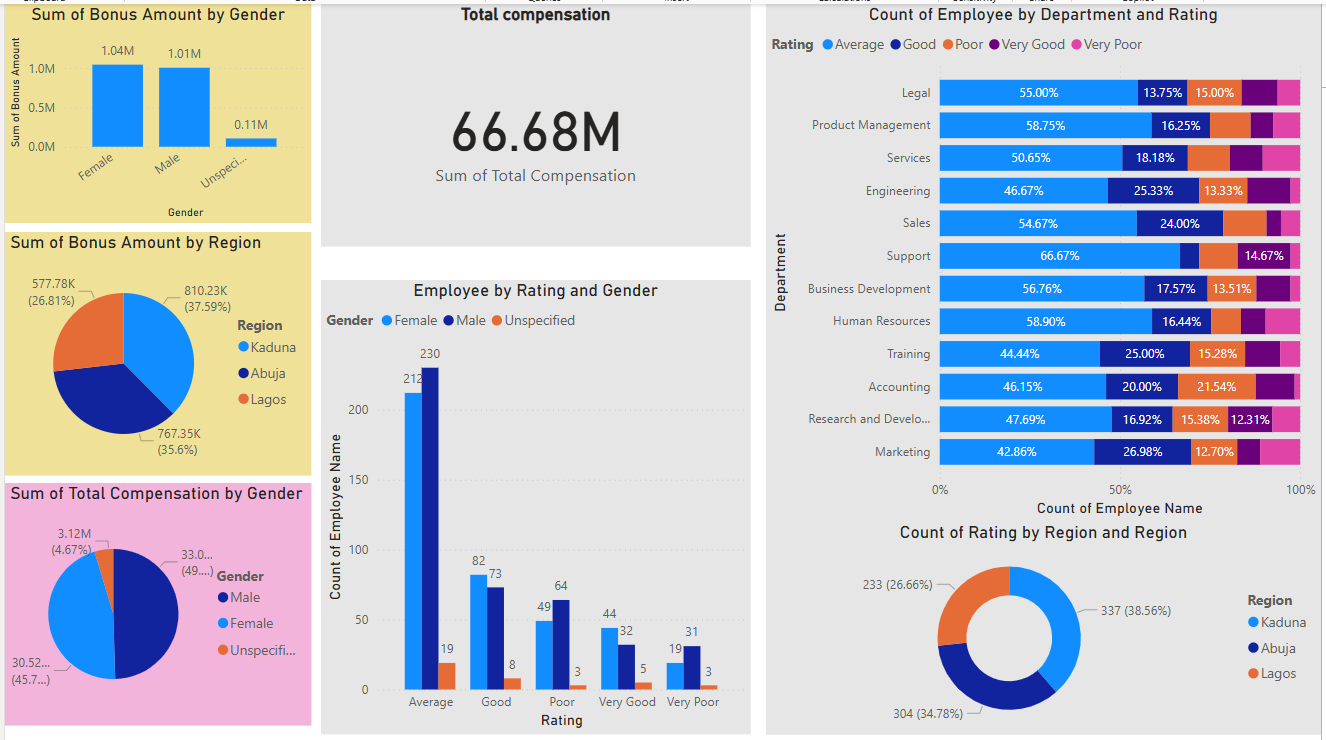 Sum of Bonus Amount by Gender
Sum of Bonus Amount
1.0M
0.5M
0.0M
1.04M
1.01M
0.11M
Female
Male
Unspeci...
Gender
Sum of Bonus Amount by Region
577.78K
(26.81%)
810.23K
(37.59%)
767.35K
(35.6%)
Region
Kaduna
Abuja
Lagos
Sum of Total Compensation by Gender
3.12M
(4.67%)
33.0...
(49....)
30.52...
(45.7...)
Gender
Male
Female
Unspecifi...
Total compensation
66.68M
Sum of Total Compensation
Employee by Rating and Gender
Gender Female Male Unspecified
Count of Employee Name
200
150
100
50
0
212 230 19
82 73 8
49 64 3
44 32 5
19 31 3
Average Good Poor Very Good Very Poor
Rating
Count of Employee by Department and Rating
Rating Average Good Poor Very Good Very Poor
Department
Legal 55.00% 13.75% 15.00%
Product Management 58.75% 16.25%
Services 50.65% 18.18%
Engineering 46.67% 25.33% 13.33%
Sales 54.67% 24.00%
Support 66.67% 14.67%
Business Development 56.76% 17.57% 13.51%
Human Resources 58.90% 16.44%
Training 44.44% 25.00% 15.28%
Accounting 46.15% 20.00% 21.54%
Research and Develo... 47.69% 16.92% 15.38% 12.31%
Marketing 42.86% 26.98% 12.70%
0% 50% 100%
Count of Employee Name
Count of Rating by Region and Region
233 (26.66%)
337 (38.56%)
304 (34.78%)
Region
Kaduna
Abuja
Lagos